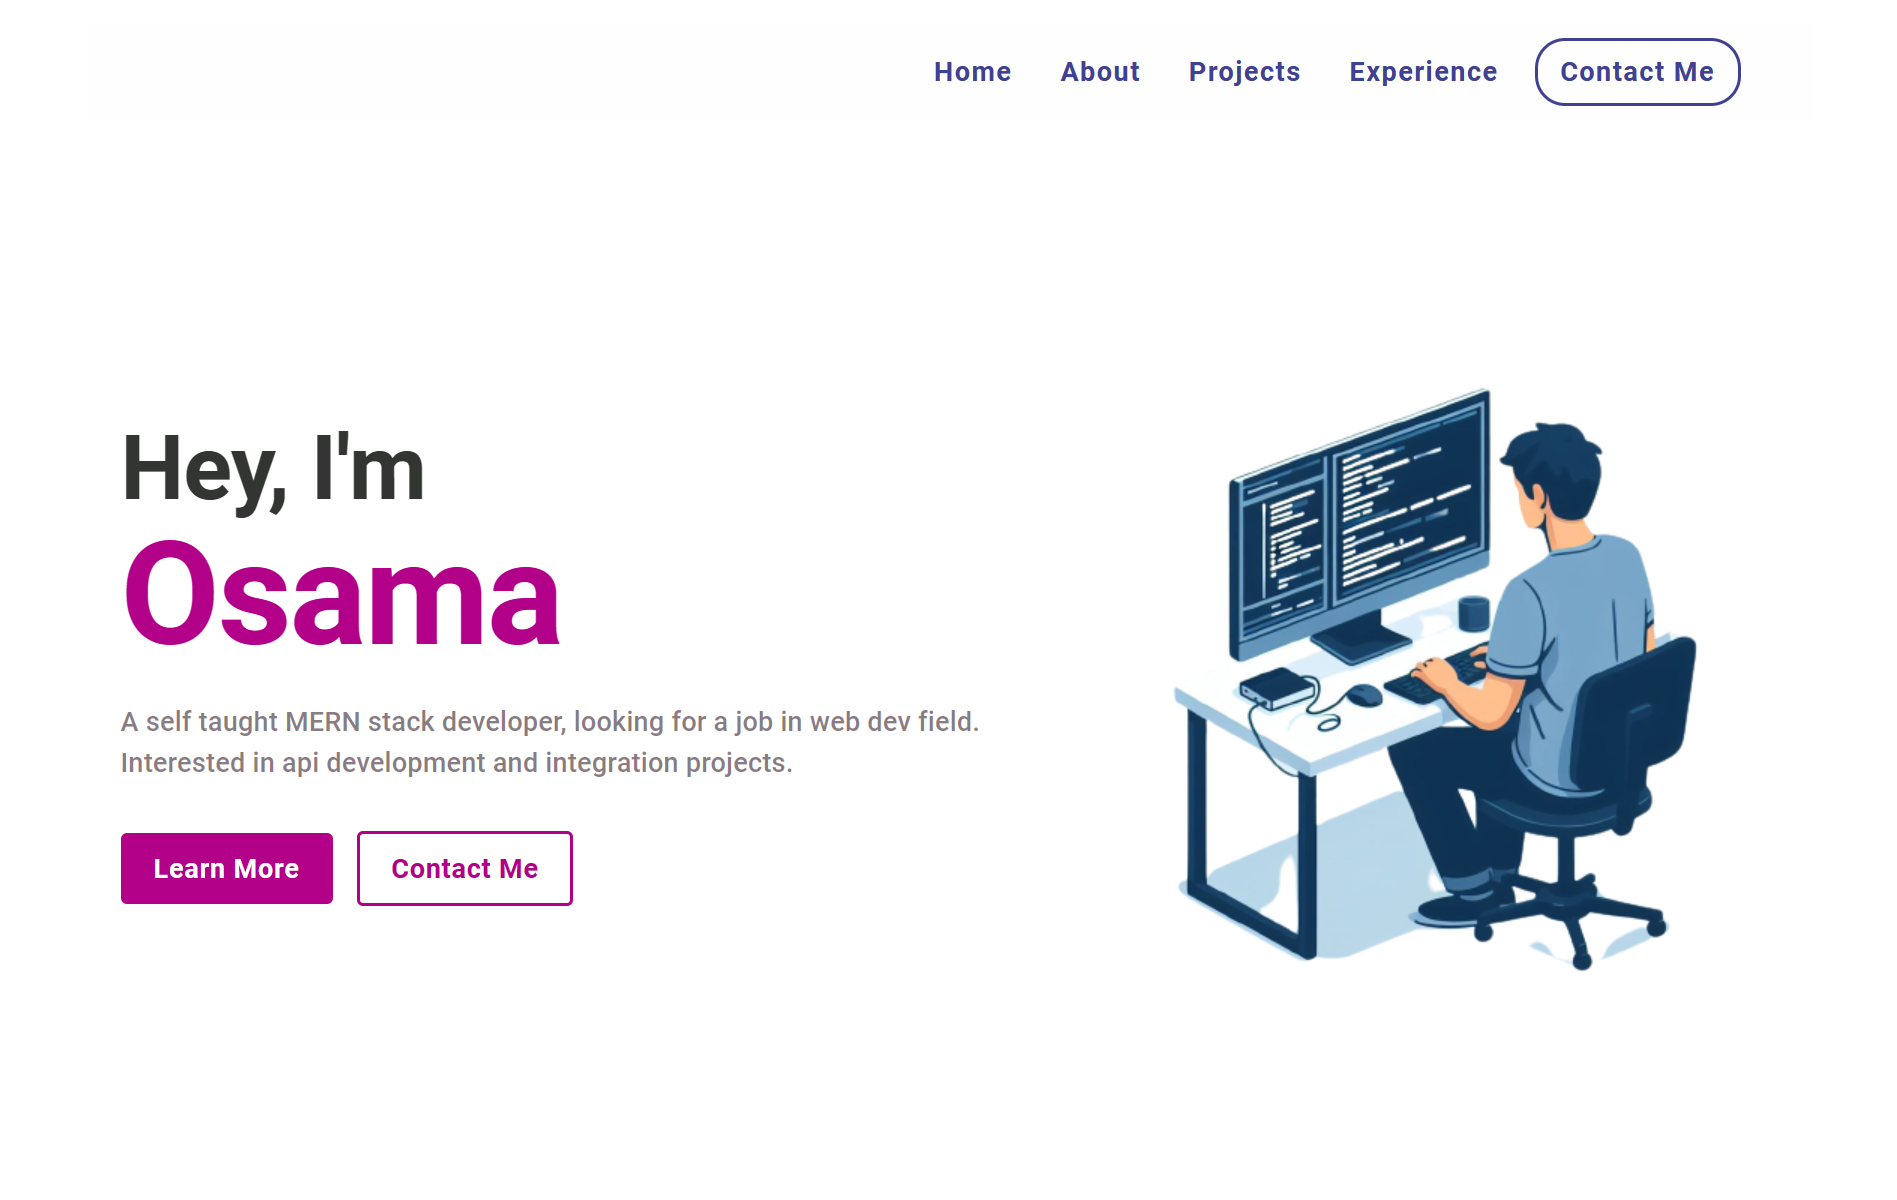 Home About Projects Experience Contact Me
Hey, I'm
Osama
A self taught MERN stack developer, looking for a job in web dev field.
Interested in api development and integration projects.
Learn More Contact Me